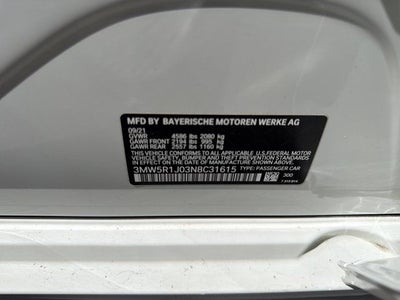 MFD BY BAYERISCHE MOTOREN WERKE AG
09/21
GVWR 4586 lbs 2080 kg
GAWR FRONT 2194 lbs 995 kg
GAWR REAR 2557 lbs 1160 kg
THIS VEHICLE CONFORMS TO ALL APPLICABLE U.S. FEDERAL MOTOR
VEHICLE SAFETY, BUMPER, AND THEFT PREVENTION STANDARDS
IN EFFECT ON THE DATE OF MANUFACTURE SHOWN ABOVE.
3MW5R1J03N8C31615 TYPE: PASSENGER CAR
300